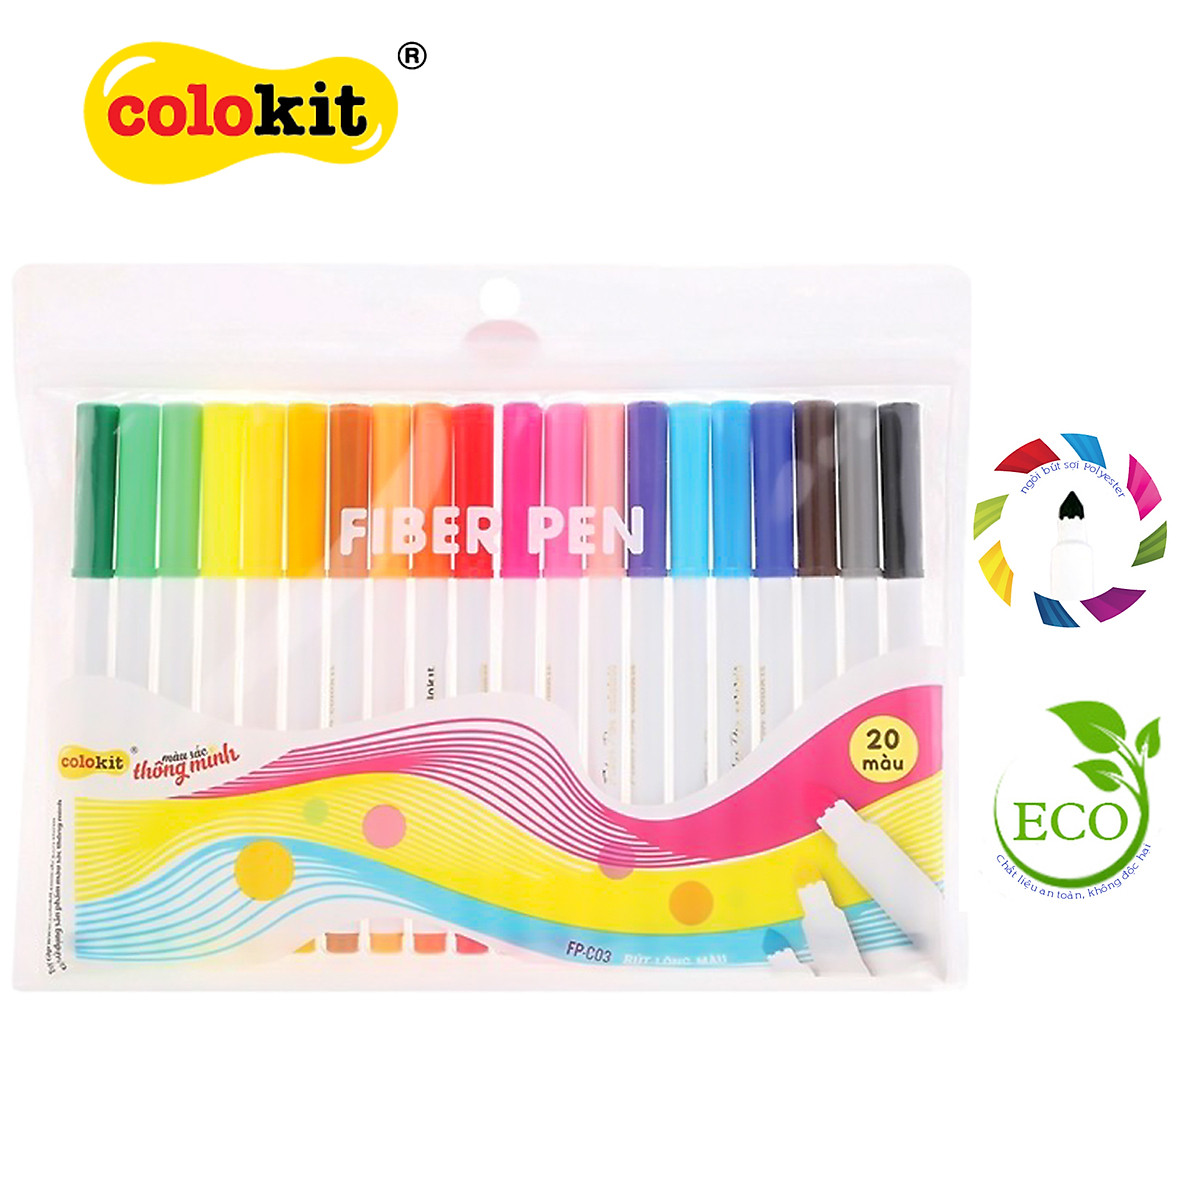 colokit®
FIBER PEN
ngòi bút sợi polyester
colokit®
màu sắc
thông minh
20
màu
ECO
chất liệu an toàn, không độc hại
FP-C03
BÚT LÔNG MÀU